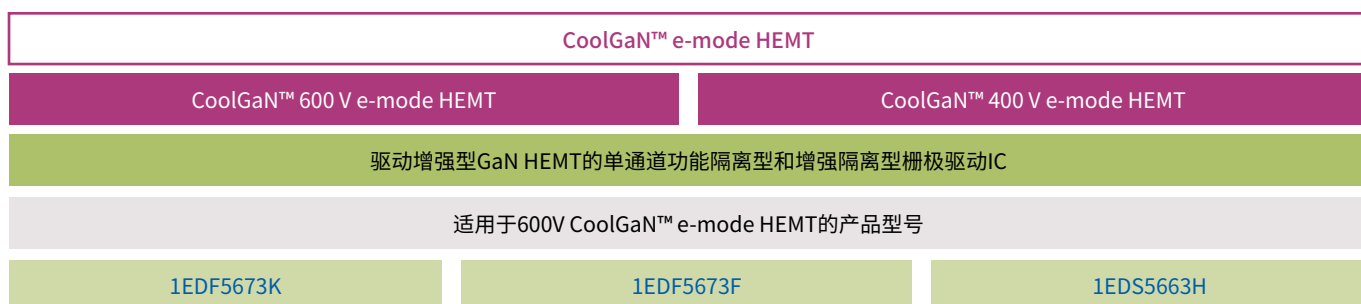 CoolGaN™ e-mode HEMT
CoolGaN™ 600 V e-mode HEMT
CoolGaN™ 400 V e-mode HEMT
驱动增强型GaN HEMT的单通道功能隔离型和增强隔离型栅极驱动IC
适用于600V CoolGaN™ e-mode HEMT的产品型号
1EDF5673K
1EDF5673F
1EDS5663H